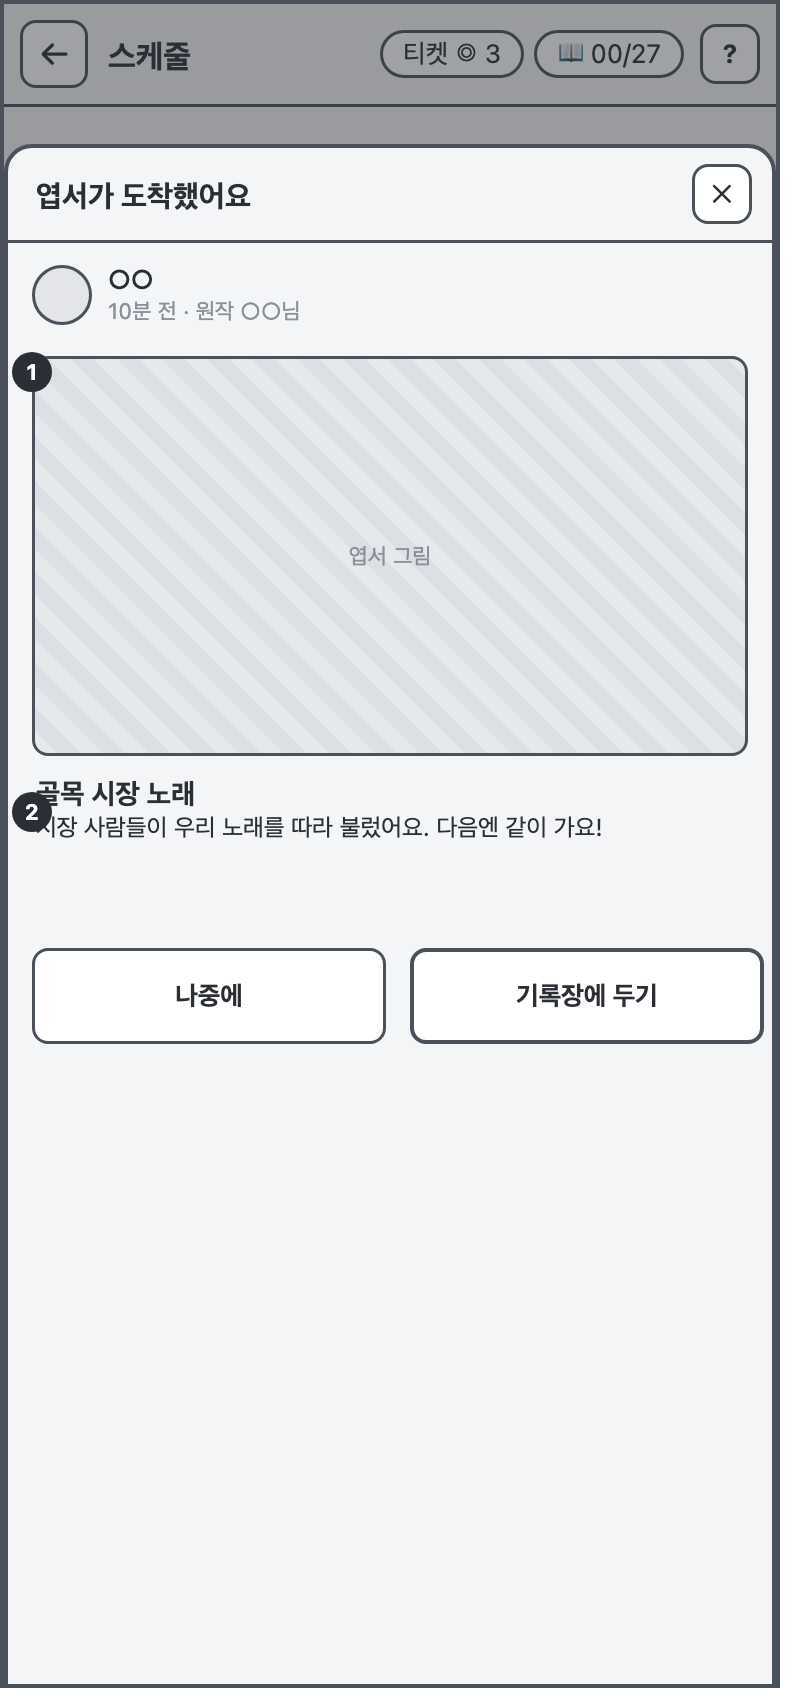 스케줄
티켓 ◎ 3
📖 00/27
?
엽서가 도착했어요
○○
10분 전 · 원작 ○○님
1
엽서 그림
골목 시장 노래
2
시장 사람들이 우리 노래를 따라 불렀어요. 다음엔 같이 가요!
나중에
기록장에 두기